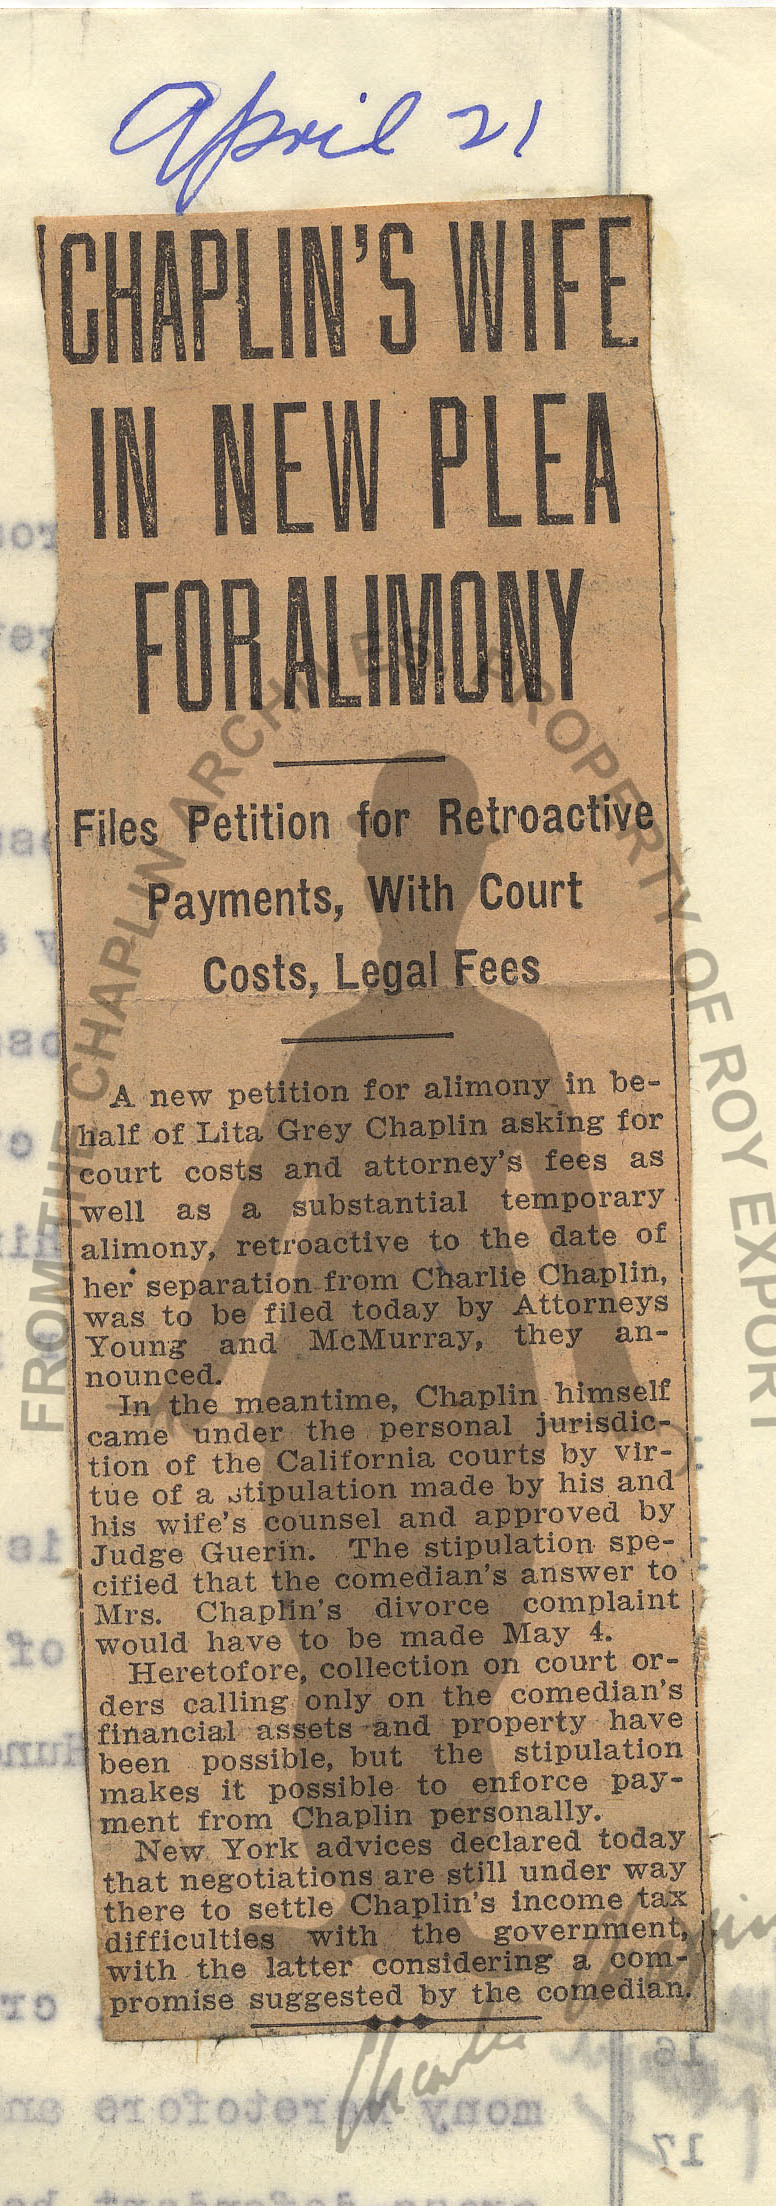 April 21
CHAPLIN'S WIFE
IN NEW PLEA
FOR ALIMONY
Files Petition for Retroactive
Payments, With Court
Costs, Legal Fees
A new petition for alimony in be-
half of Lita Grey Chaplin asking for
court costs and attorney's fees as
well as a substantial temporary
alimony, retroactive to the date of
her separation from Charlie Chaplin,
was to be filed today by Attorneys
Young and McMurray, they an-
nounced.
In the meantime, Chaplin himself
came under the personal jurisdic-
tion of the California courts by vir-
tue of a stipulation made by his and
his wife's counsel and approved by
Judge Guerin. The stipulation spe-
cified that the comedian's answer to
Mrs. Chaplin's divorce complaint
would have to be made May 4.
Heretofore, collection on court or-
ders calling only on the comedian's
financial assets and property have
been possible, but the stipulation
makes it possible to enforce pay-
ment from Chaplin personally.
New York advices declared today
that negotiations are still under way
there to settle Chaplin's income tax
difficulties with the government,
with the latter considering a com-
promise suggested by the comedian.
FROM THE CHAPLIN ARCHIVES PROPERTY OF ROY EXPORT
Charlie Chaplin
16
mony heretofore and
17